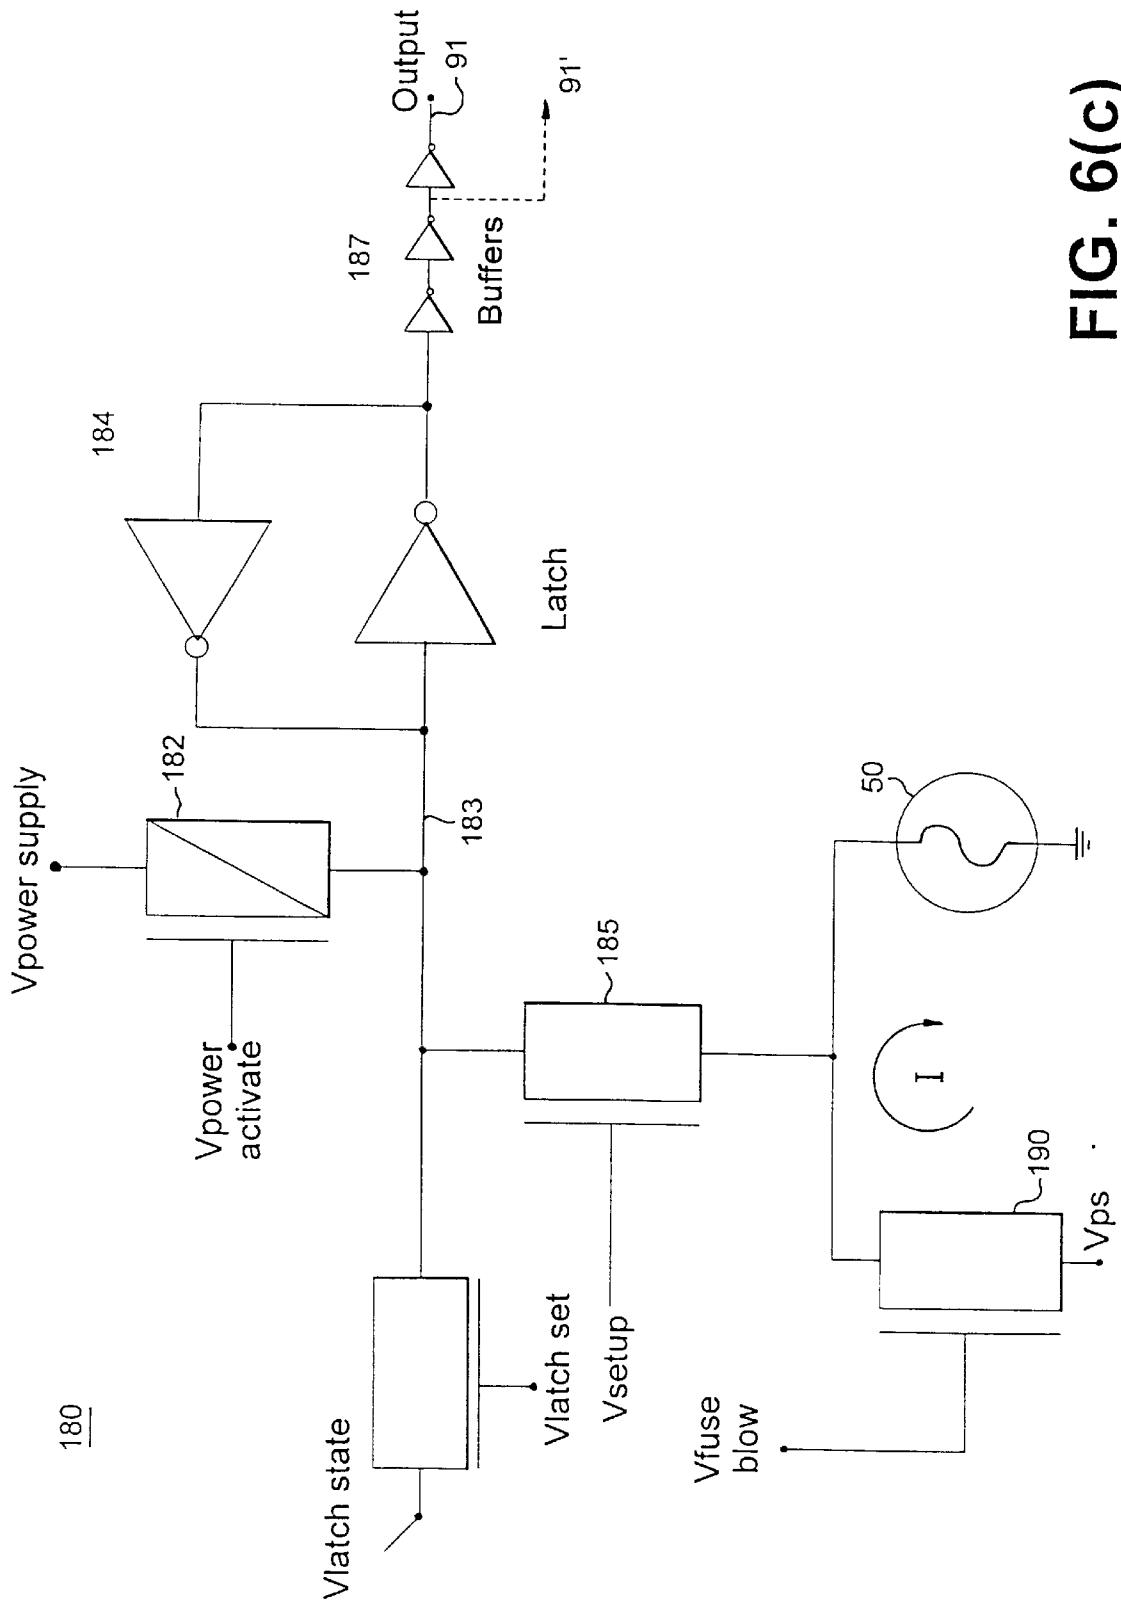 180
Vpower supply
182
Vpower
activate
183
184
Latch
187
Buffers
Output
91
91'
Vlatch state
Vlatch set
Vsetup
185
50
I
Vfuse
blow
190
Vps
FIG. 6(c)